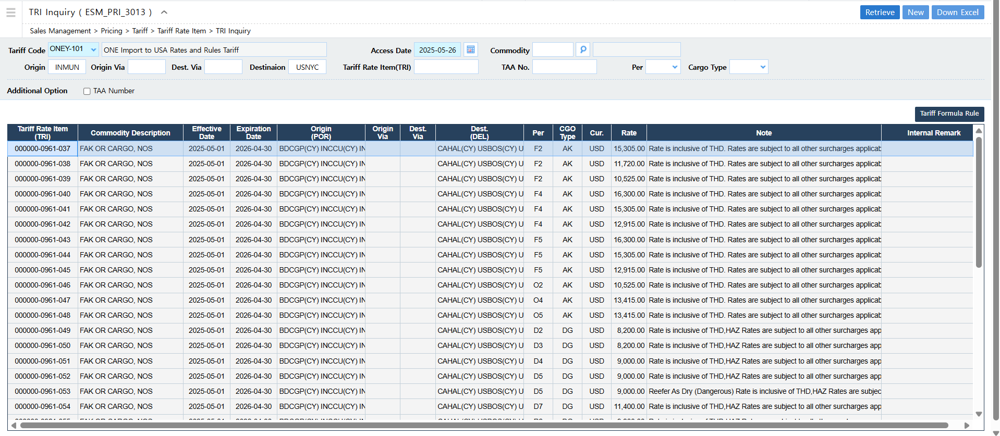 TRI Inquiry ( ESM_PRI_3013 )
Retrieve New Down Excel
Sales Management > Pricing > Tariff > Tariff Rate Item > TRI Inquiry
Tariff Code ONEY-101 ONE Import to USA Rates and Rules Tariff Access Date 2025-05-26 Commodity
Origin INMUN Origin Via Dest. Via Destinaion USNYC Tariff Rate Item(TRI) TAA No. Per Cargo Type
Additional Option TAA Number
Tariff Formula Rule
Tariff Rate Item (TRI) Commodity Description Effective Date Expiration Date Origin (POR) Origin Via Dest. Via Dest. (DEL) Per CGO Type Cur. Rate Note Internal Remark
000000-0961-037 FAK OR CARGO, NOS 2025-05-01 2026-04-30 BDCGP(CY) INCCU(CY) IN CAHAL(CY) USBOS(CY) U F2 AK USD 15,305.00 Rate is inclusive of THD. Rates are subject to all other surcharges applicab
000000-0961-038 FAK OR CARGO, NOS 2025-05-01 2026-04-30 BDCGP(CY) INCCU(CY) IN CAHAL(CY) USBOS(CY) U F2 AK USD 11,720.00 Rate is inclusive of THD. Rates are subject to all other surcharges applicab
000000-0961-039 FAK OR CARGO, NOS 2025-05-01 2026-04-30 BDCGP(CY) INCCU(CY) IN CAHAL(CY) USBOS(CY) U F2 AK USD 10,525.00 Rate is inclusive of THD. Rates are subject to all other surcharges applicab
000000-0961-040 FAK OR CARGO, NOS 2025-05-01 2026-04-30 BDCGP(CY) INCCU(CY) IN CAHAL(CY) USBOS(CY) U F4 AK USD 16,300.00 Rate is inclusive of THD. Rates are subject to all other surcharges applicab
000000-0961-041 FAK OR CARGO, NOS 2025-05-01 2026-04-30 BDCGP(CY) INCCU(CY) IN CAHAL(CY) USBOS(CY) U F4 AK USD 15,305.00 Rate is inclusive of THD. Rates are subject to all other surcharges applicab
000000-0961-042 FAK OR CARGO, NOS 2025-05-01 2026-04-30 BDCGP(CY) INCCU(CY) IN CAHAL(CY) USBOS(CY) U F4 AK USD 12,915.00 Rate is inclusive of THD. Rates are subject to all other surcharges applicab
000000-0961-043 FAK OR CARGO, NOS 2025-05-01 2026-04-30 BDCGP(CY) INCCU(CY) IN CAHAL(CY) USBOS(CY) U F5 AK USD 16,300.00 Rate is inclusive of THD. Rates are subject to all other surcharges applicab
000000-0961-044 FAK OR CARGO, NOS 2025-05-01 2026-04-30 BDCGP(CY) INCCU(CY) IN CAHAL(CY) USBOS(CY) U F5 AK USD 15,305.00 Rate is inclusive of THD. Rates are subject to all other surcharges applicab
000000-0961-045 FAK OR CARGO, NOS 2025-05-01 2026-04-30 BDCGP(CY) INCCU(CY) IN CAHAL(CY) USBOS(CY) U F5 AK USD 12,915.00 Rate is inclusive of THD. Rates are subject to all other surcharges applicab
000000-0961-046 FAK OR CARGO, NOS 2025-05-01 2026-04-30 BDCGP(CY) INCCU(CY) IN CAHAL(CY) USBOS(CY) U O2 AK USD 10,525.00 Rate is inclusive of THD. Rates are subject to all other surcharges applicab
000000-0961-047 FAK OR CARGO, NOS 2025-05-01 2026-04-30 BDCGP(CY) INCCU(CY) IN CAHAL(CY) USBOS(CY) U O4 AK USD 13,415.00 Rate is inclusive of THD. Rates are subject to all other surcharges applicab
000000-0961-048 FAK OR CARGO, NOS 2025-05-01 2026-04-30 BDCGP(CY) INCCU(CY) IN CAHAL(CY) USBOS(CY) U O5 AK USD 13,415.00 Rate is inclusive of THD. Rates are subject to all other surcharges applicab
000000-0961-049 FAK OR CARGO, NOS 2025-05-01 2026-04-30 BDCGP(CY) INCCU(CY) IN CAHAL(CY) USBOS(CY) U D2 DG USD 8,200.00 Rate is inclusive of THD,HAZ Rates are subject to all other surcharges app
000000-0961-050 FAK OR CARGO, NOS 2025-05-01 2026-04-30 BDCGP(CY) INCCU(CY) IN CAHAL(CY) USBOS(CY) U D3 DG USD 8,200.00 Rate is inclusive of THD,HAZ Rates are subject to all other surcharges app
000000-0961-051 FAK OR CARGO, NOS 2025-05-01 2026-04-30 BDCGP(CY) INCCU(CY) IN CAHAL(CY) USBOS(CY) U D4 DG USD 9,000.00 Rate is inclusive of THD,HAZ Rates are subject to all other surcharges app
000000-0961-052 FAK OR CARGO, NOS 2025-05-01 2026-04-30 BDCGP(CY) INCCU(CY) IN CAHAL(CY) USBOS(CY) U D5 DG USD 9,000.00 Rate is inclusive of THD,HAZ Rates are subject to all other surcharges app
000000-0961-053 FAK OR CARGO, NOS 2025-05-01 2026-04-30 BDCGP(CY) INCCU(CY) IN CAHAL(CY) USBOS(CY) U D5 DG USD 9,000.00 Reefer As Dry (Dangerous) Rate is inclusive of THD,HAZ Rates are subjec
000000-0961-054 FAK OR CARGO, NOS 2025-05-01 2026-04-30 BDCGP(CY) INCCU(CY) IN CAHAL(CY) USBOS(CY) U D7 DG USD 11,400.00 Rate is inclusive of THD,HAZ Rates are subject to all other surcharges app